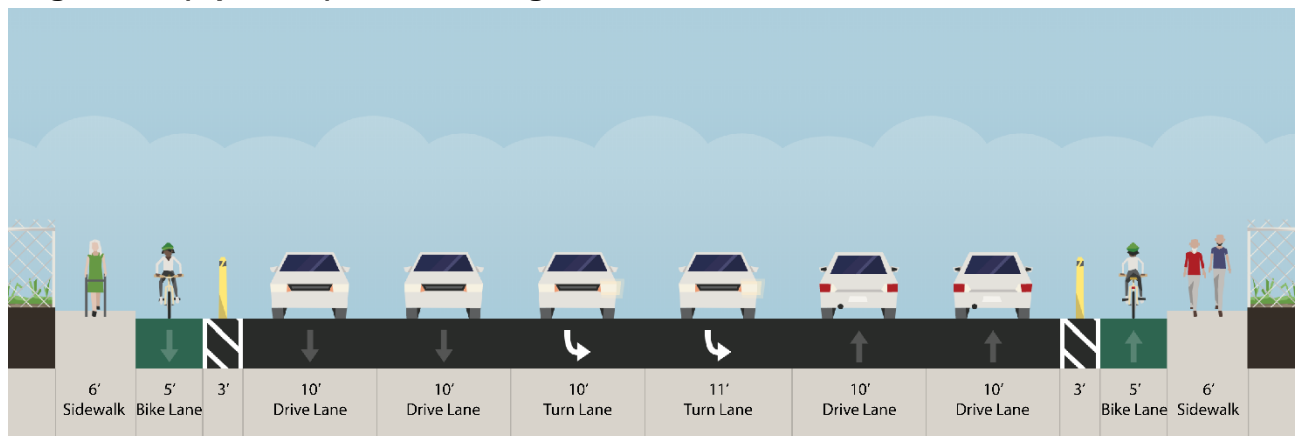 6'
Sidewalk
5'
Bike Lane
3'
10'
Drive Lane
10'
Drive Lane
10'
Turn Lane
11'
Turn Lane
10'
Drive Lane
10'
Drive Lane
3'
5'
Bike Lane
6'
Sidewalk